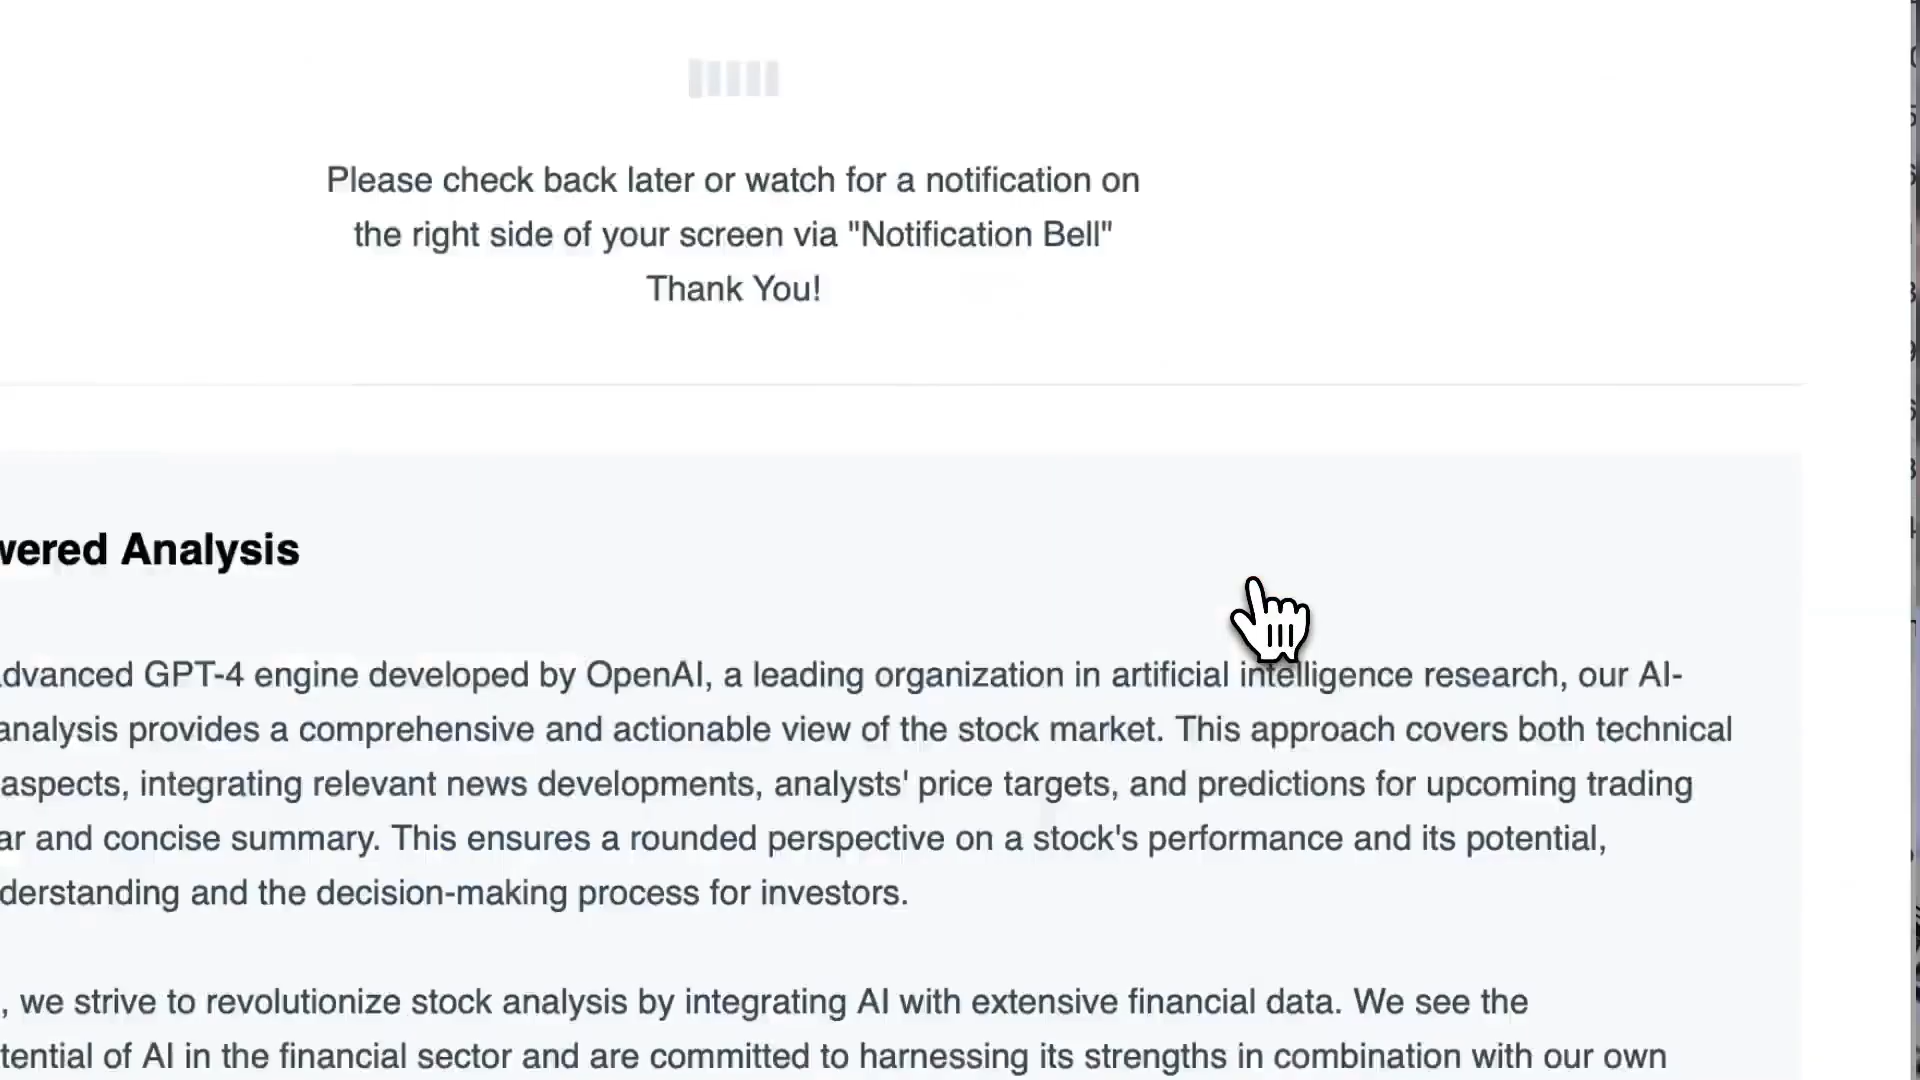 Please check back later or watch for a notification on
the right side of your screen via "Notification Bell"
Thank You!
wered Analysis
dvanced GPT-4 engine developed by OpenAI, a leading organization in artificial intelligence research, our AI-
analysis provides a comprehensive and actionable view of the stock market. This approach covers both technical
aspects, integrating relevant news developments, analysts' price targets, and predictions for upcoming trading
ar and concise summary. This ensures a rounded perspective on a stock's performance and its potential,
derstanding and the decision-making process for investors.
, we strive to revolutionize stock analysis by integrating AI with extensive financial data. We see the
tential of AI in the financial sector and are committed to harnessing its strengths in combination with our own